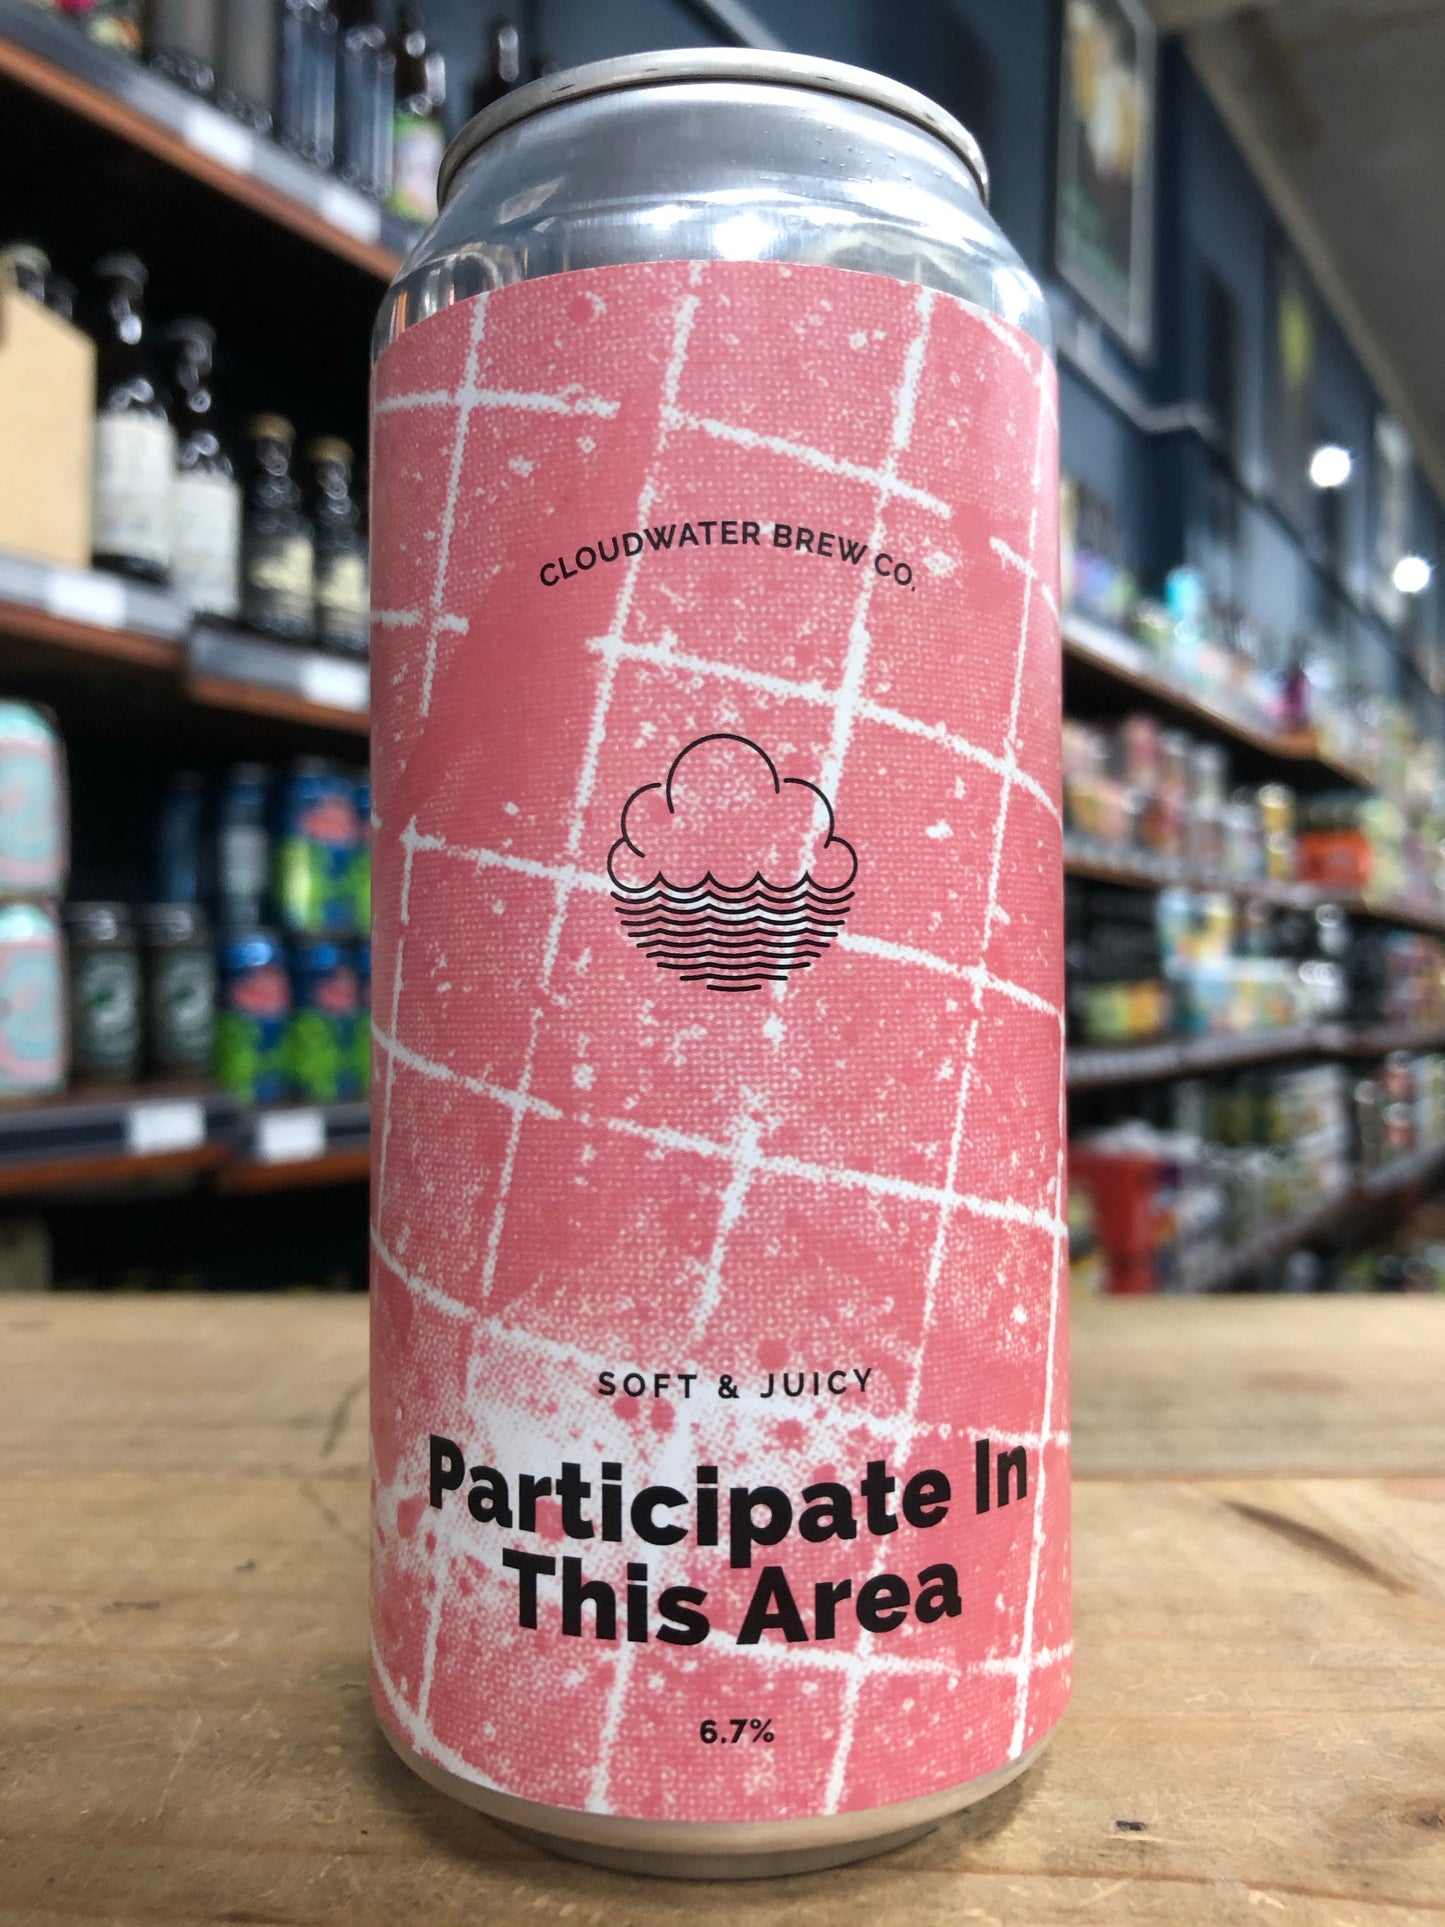 CLOUDWATER BREW CO.
SOFT & JUICY
Participate In
This Area
6.7%